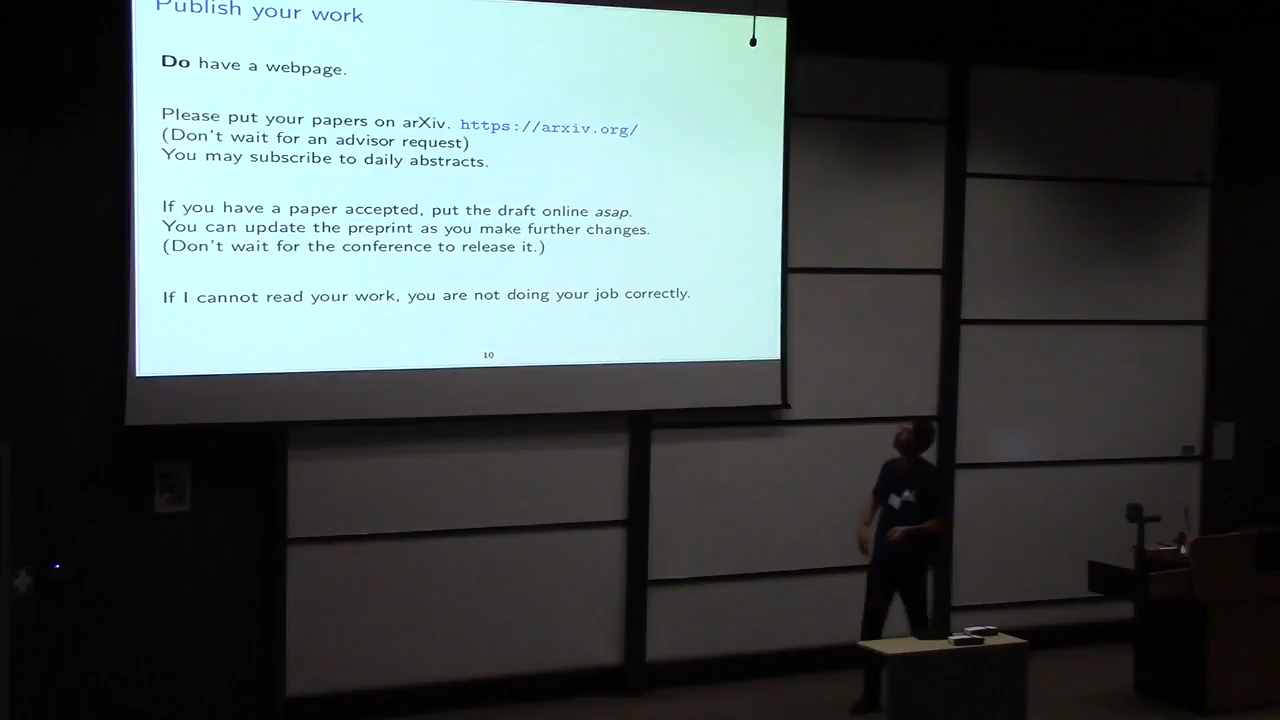 Publish your work
Do have a webpage.
Please put your papers on arXiv. https://arxiv.org/
(Don't wait for an advisor request)
You may subscribe to daily abstracts.
If you have a paper accepted, put the draft online asap.
You can update the preprint as you make further changes.
(Don't wait for the conference to release it.)
If I cannot read your work, you are not doing your job correctly.
10